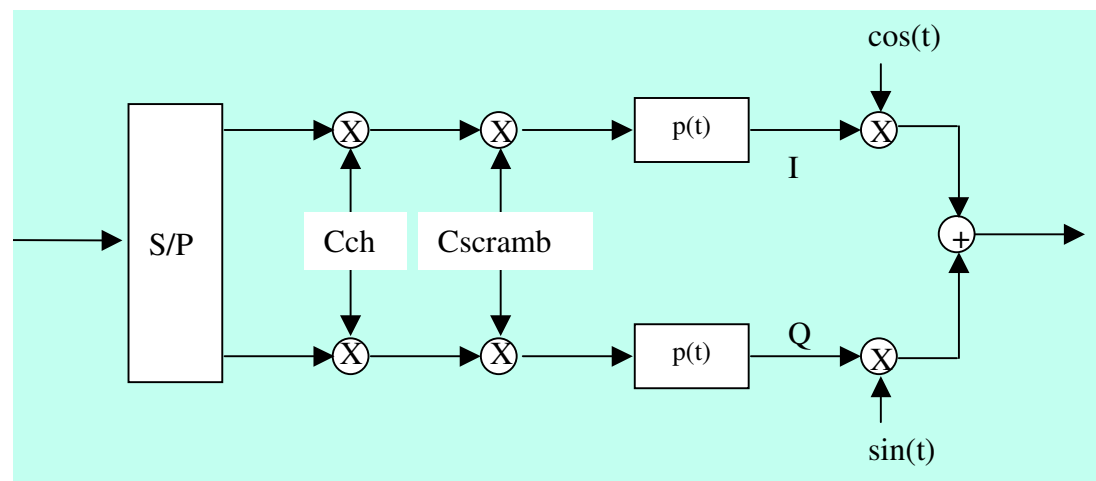 cos(t)
X
X
p(t)
X
I
S/P
Cch
Cscramb
+
X
X
p(t)
Q
X
sin(t)